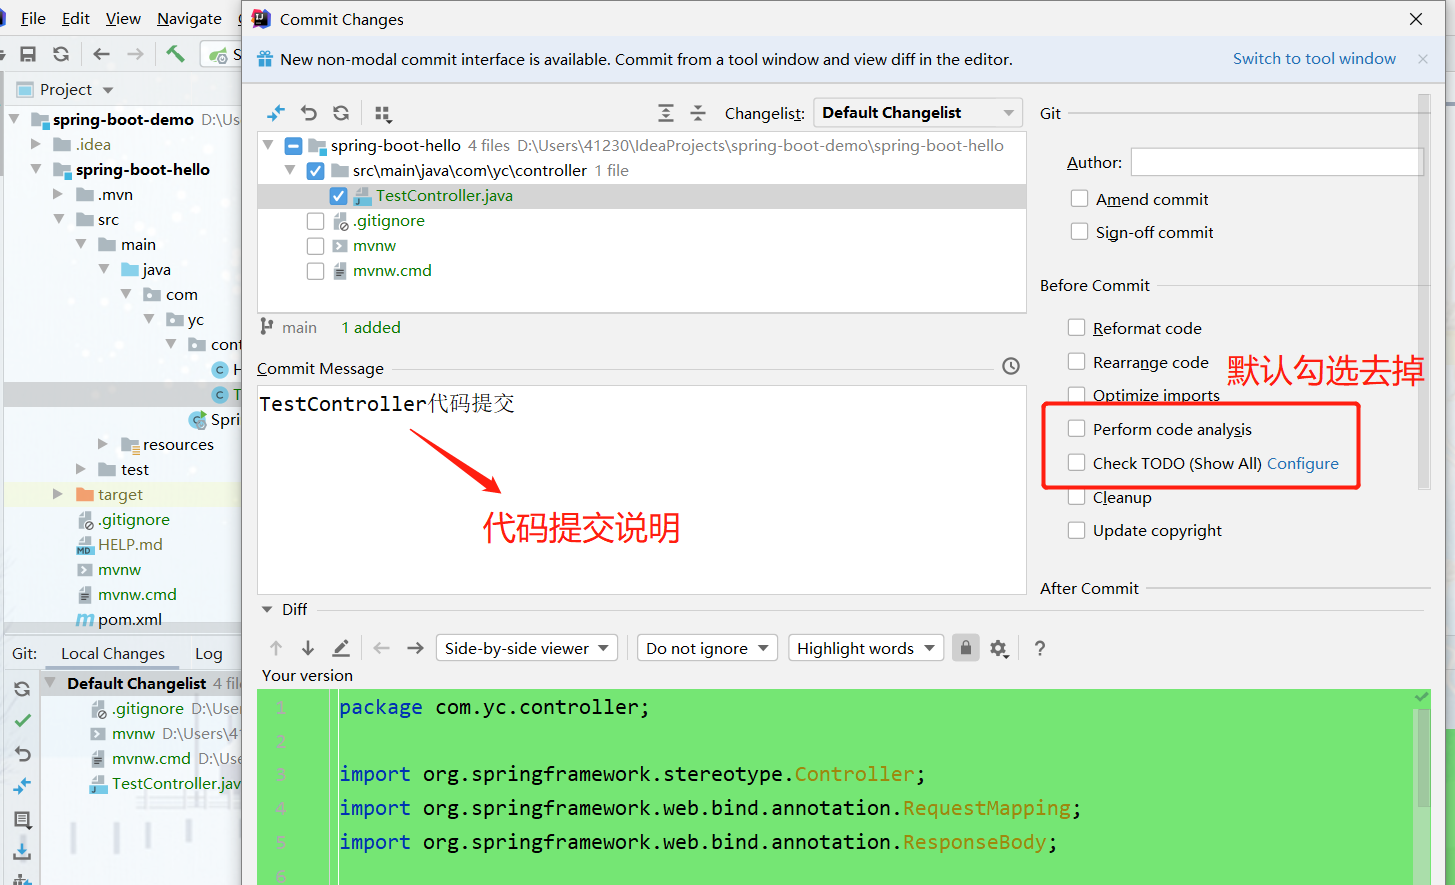 File Edit View Navigate
Project
spring-boot-demo D:\Us
.idea
spring-boot-hello
.mvn
src
main
java
com
yc
cont
H
T
Spri
resources
test
target
.gitignore
HELP.md
mvnw
mvnw.cmd
pom.xml
Git: Local Changes Log
Default Changelist 4 fil
.gitignore D:\User
mvnw D:\Users\41
mvnw.cmd D:\Us
TestController.jav
Commit Changes
New non-modal commit interface is available. Commit from a tool window and view diff in the editor.
Switch to tool window
Changelist: Default Changelist
spring-boot-hello 4 files D:\Users\41230\IdeaProjects\spring-boot-demo\spring-boot-hello
src\main\java\com\yc\controller 1 file
TestController.java
.gitignore
mvnw
mvnw.cmd
main 1 added
Commit Message
TestController代码提交
代码提交说明
Git
Author:
Amend commit
Sign-off commit
Before Commit
Reformat code
Rearrange code
默认勾选去掉
Optimize imports
Perform code analysis
Check TODO (Show All) Configure
Cleanup
Update copyright
After Commit
Diff
Side-by-side viewer Do not ignore Highlight words ?
Your version
1 package com.yc.controller;
2
3 import org.springframework.stereotype.Controller;
4 import org.springframework.web.bind.annotation.RequestMapping;
5 import org.springframework.web.bind.annotation.ResponseBody;
6